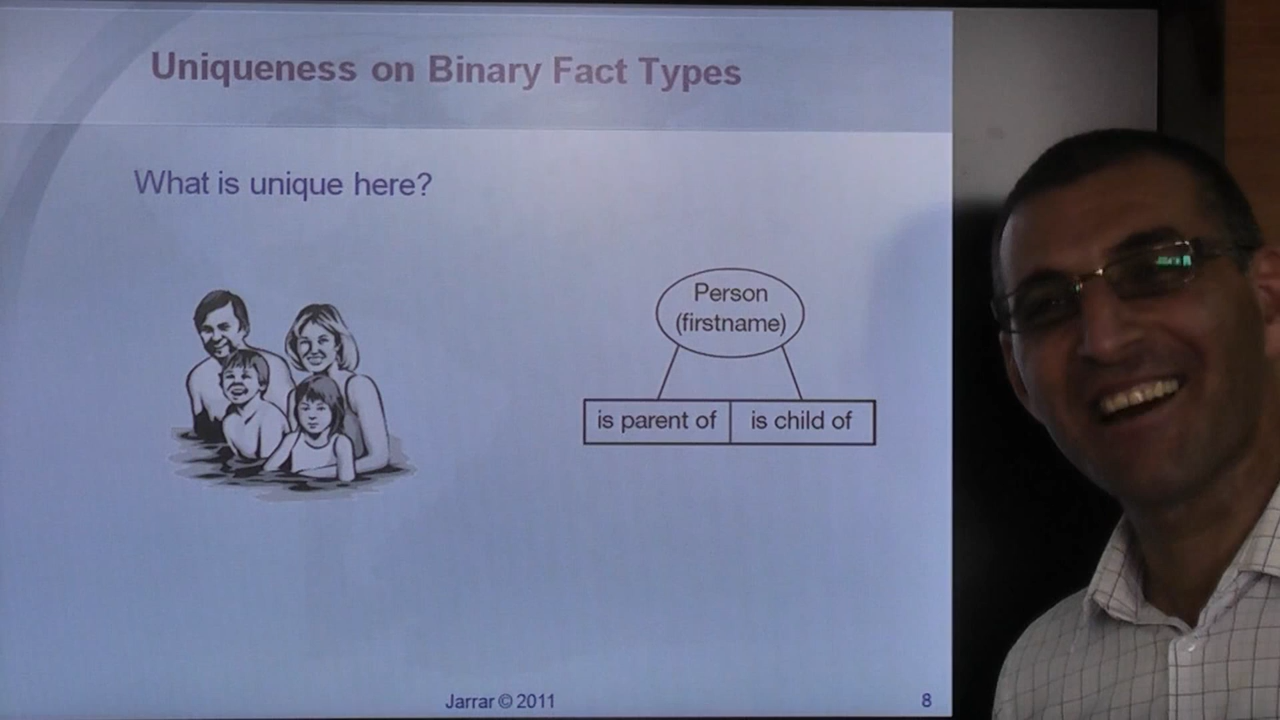 Uniqueness on Binary Fact Types
What is unique here?
Person
(firstname)
is parent of
is child of
Jarrar © 2011
8